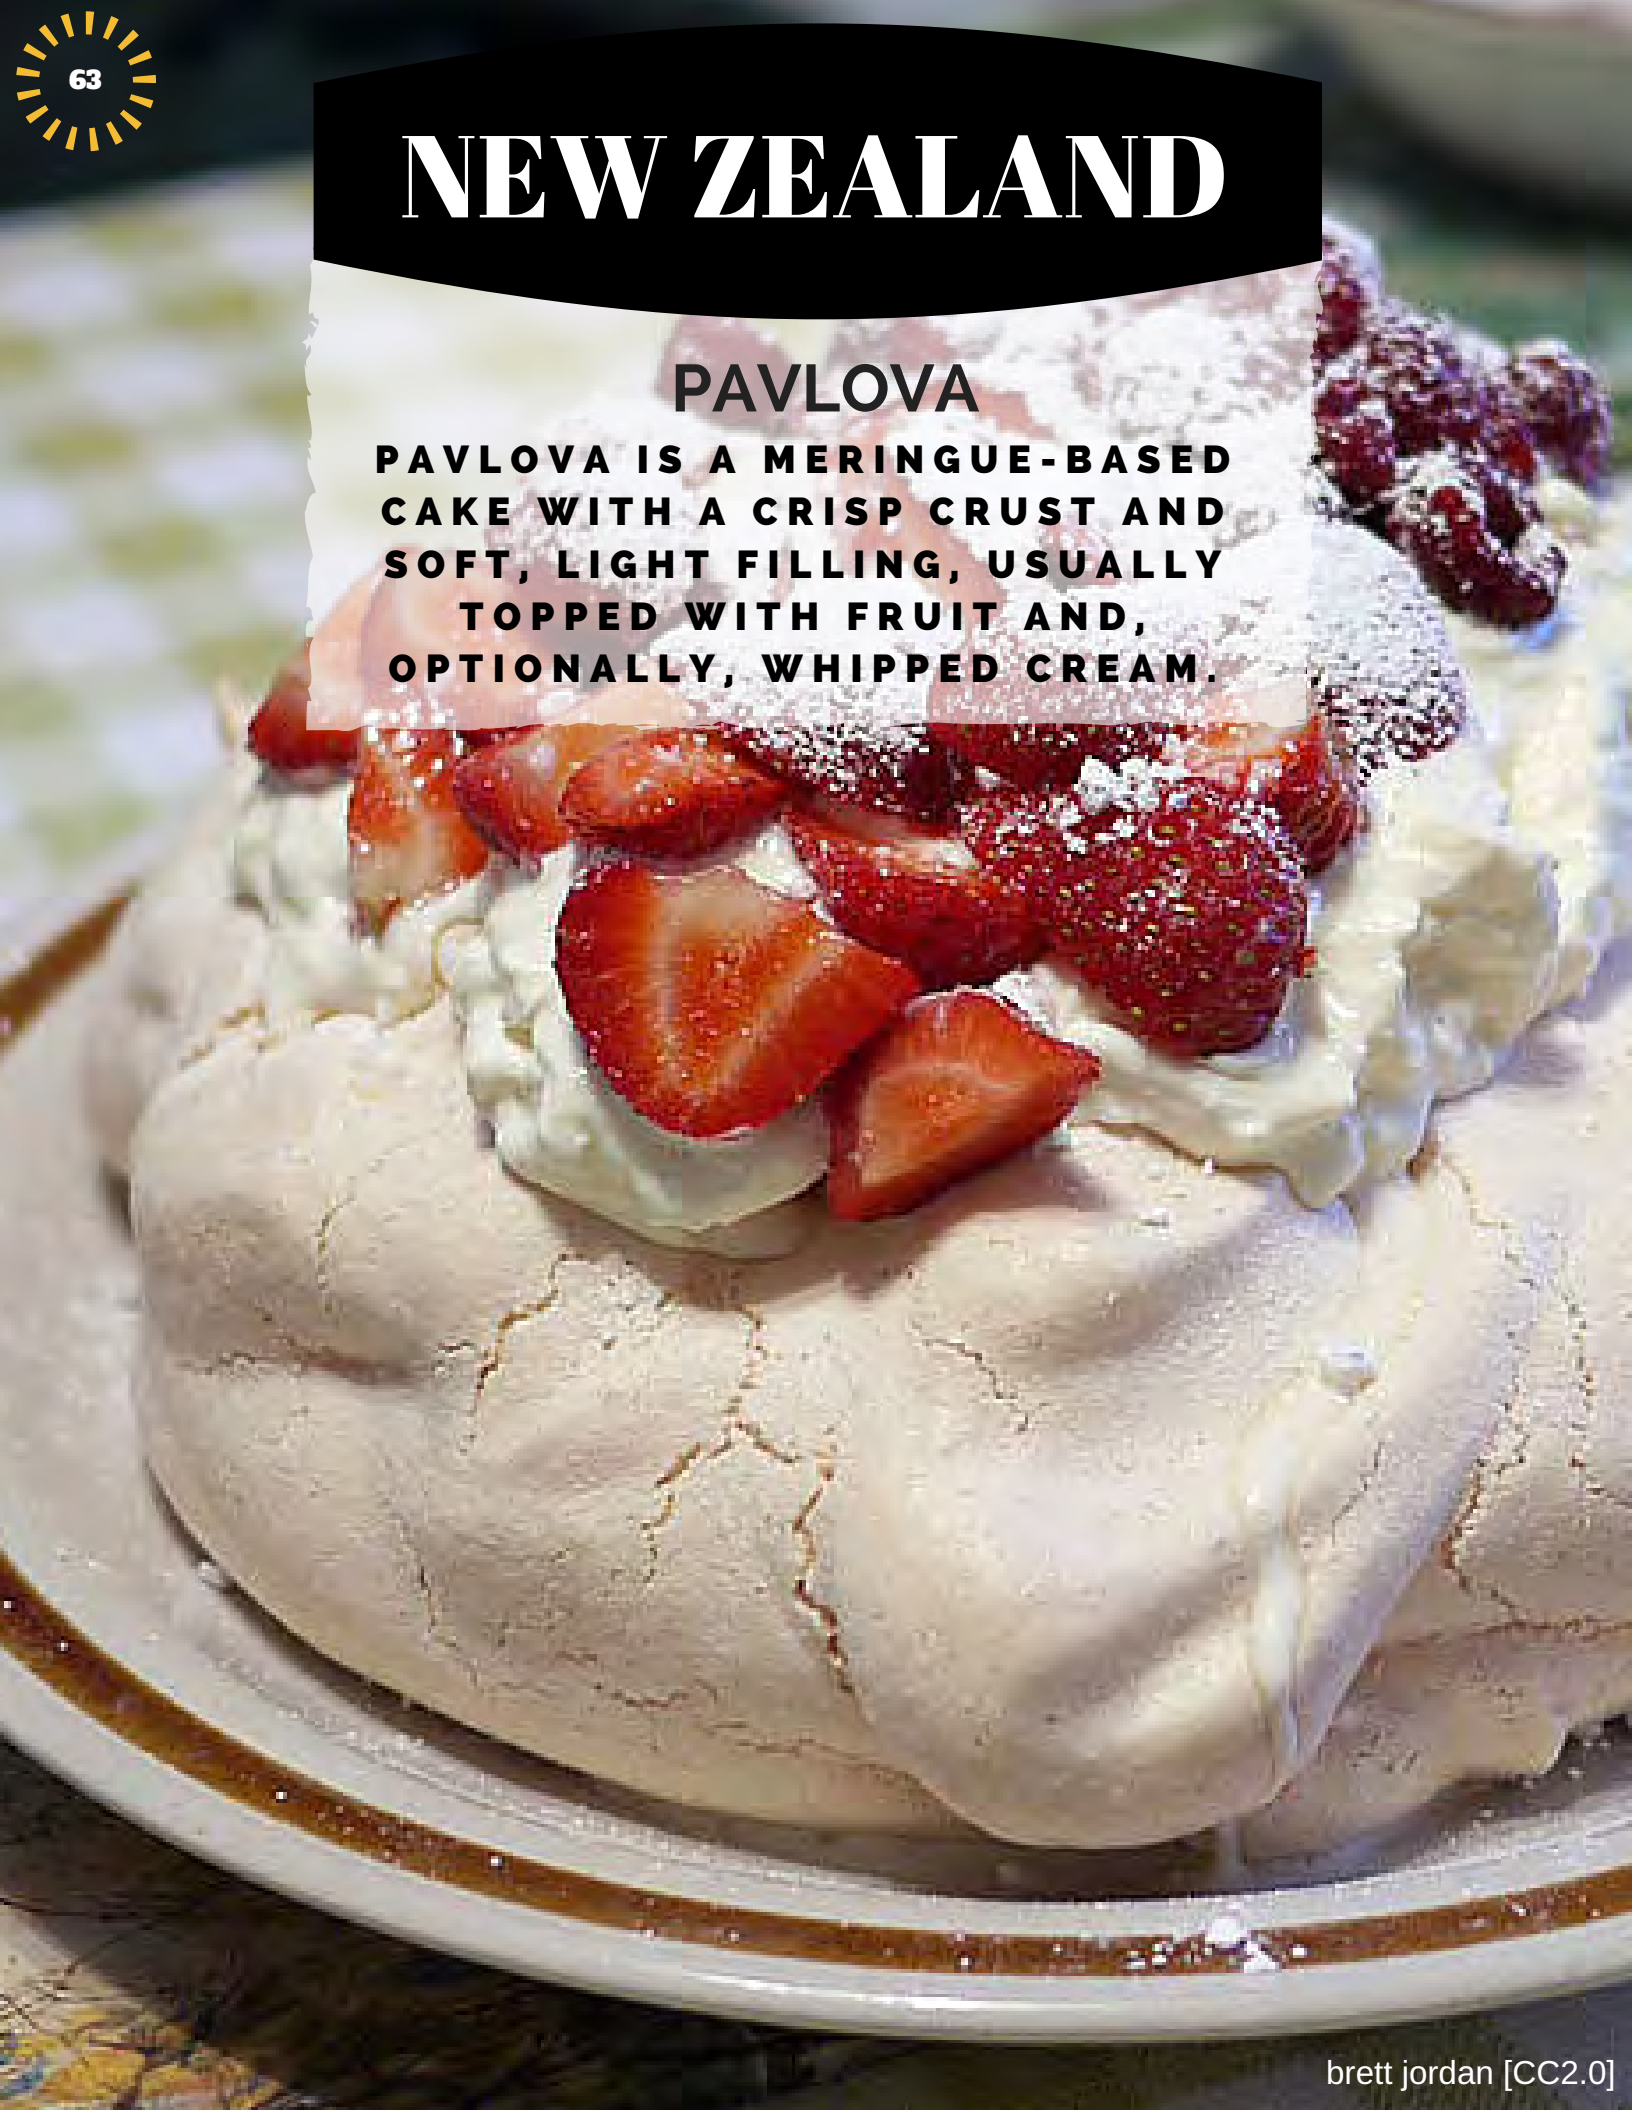 63
NEW ZEALAND
PAVLOVA
PAVLOVA IS A MERINGUE-BASED
CAKE WITH A CRISP CRUST AND
SOFT, LIGHT FILLING, USUALLY
TOPPED WITH FRUIT AND,
OPTIONALLY, WHIPPED CREAM.
brett jordan [CC2.0]